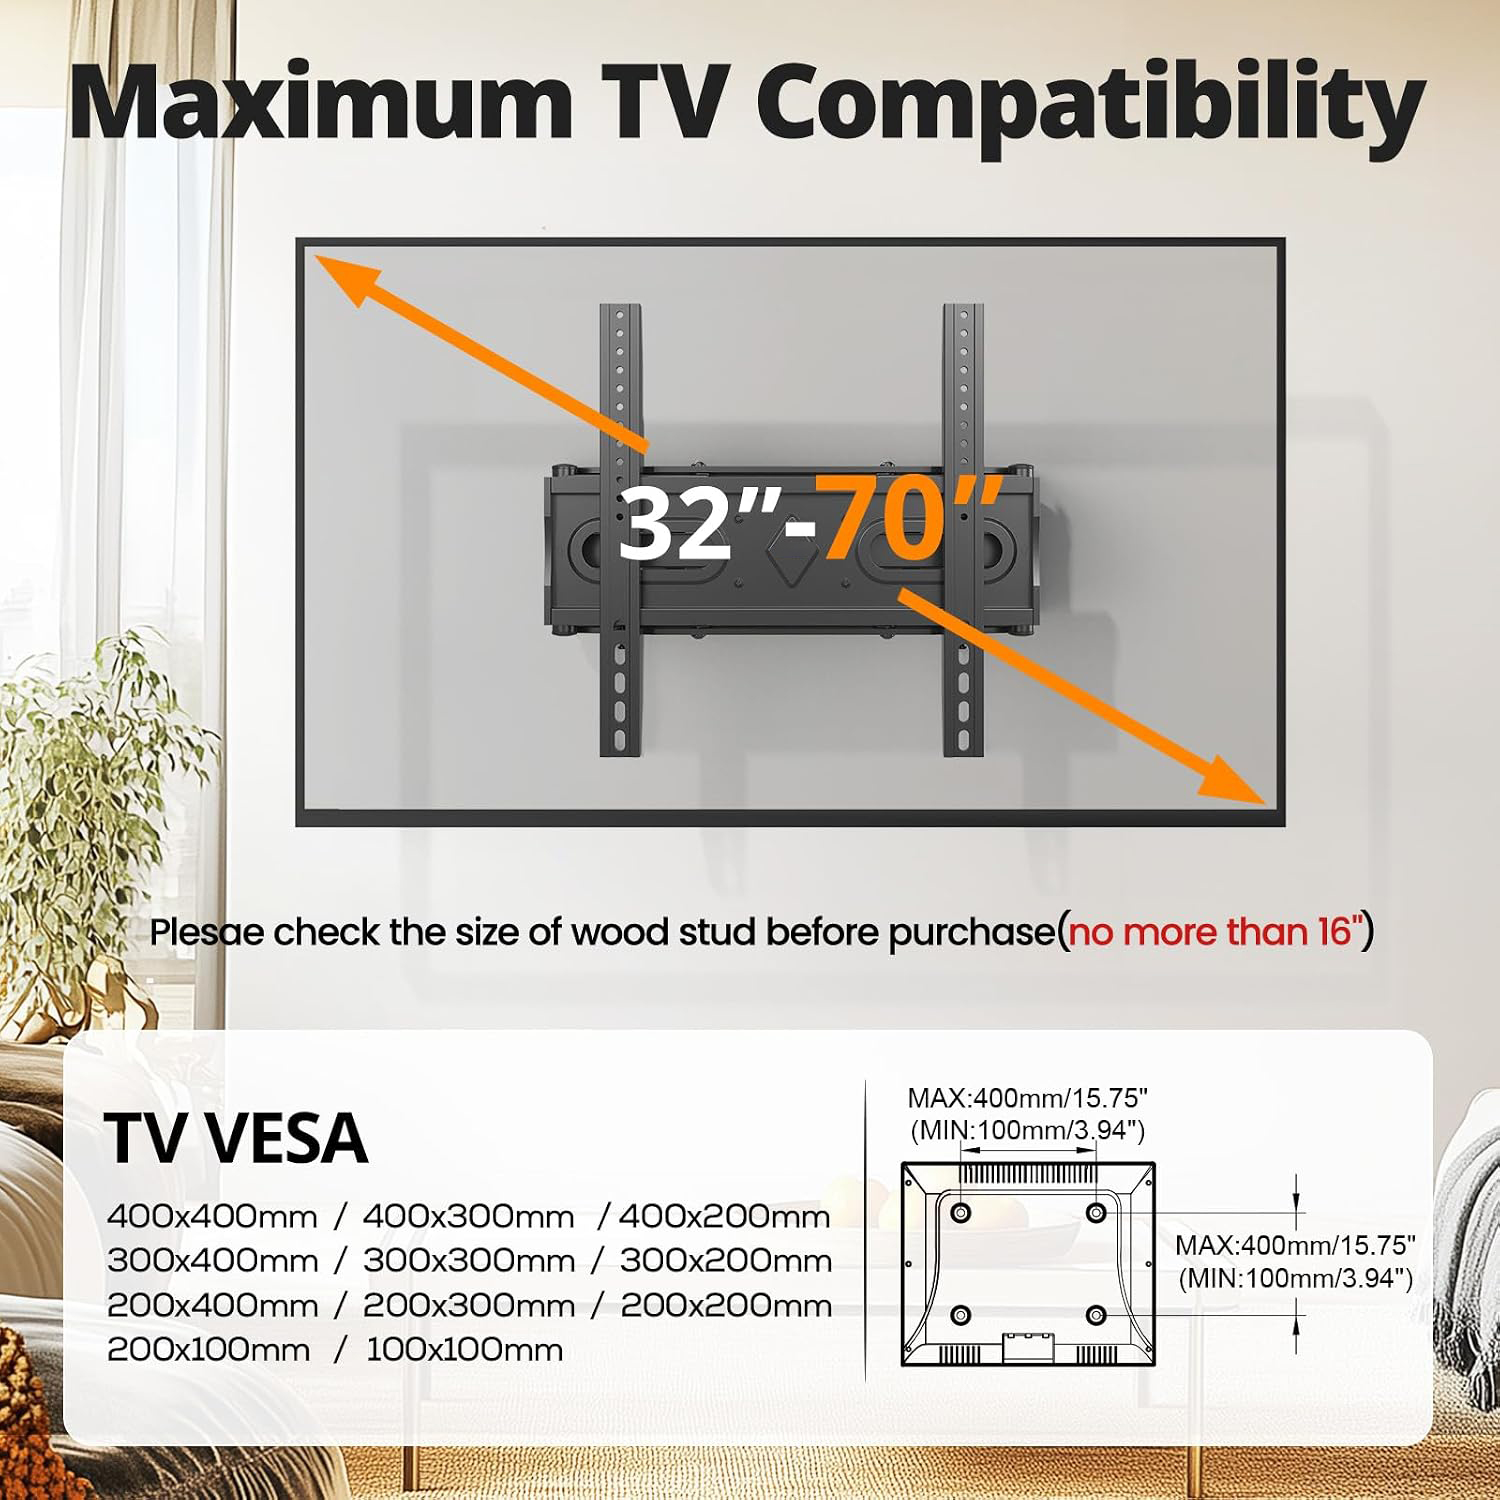 Maximum TV Compatibility
32”-70”
Plesae check the size of wood stud before purchase(no more than 16")
TV VESA
400x400mm / 400x300mm / 400x200mm
300x400mm / 300x300mm / 300x200mm
200x400mm / 200x300mm / 200x200mm
200x100mm / 100x100mm
MAX:400mm/15.75"
(MIN:100mm/3.94")
MAX:400mm/15.75"
(MIN:100mm/3.94")